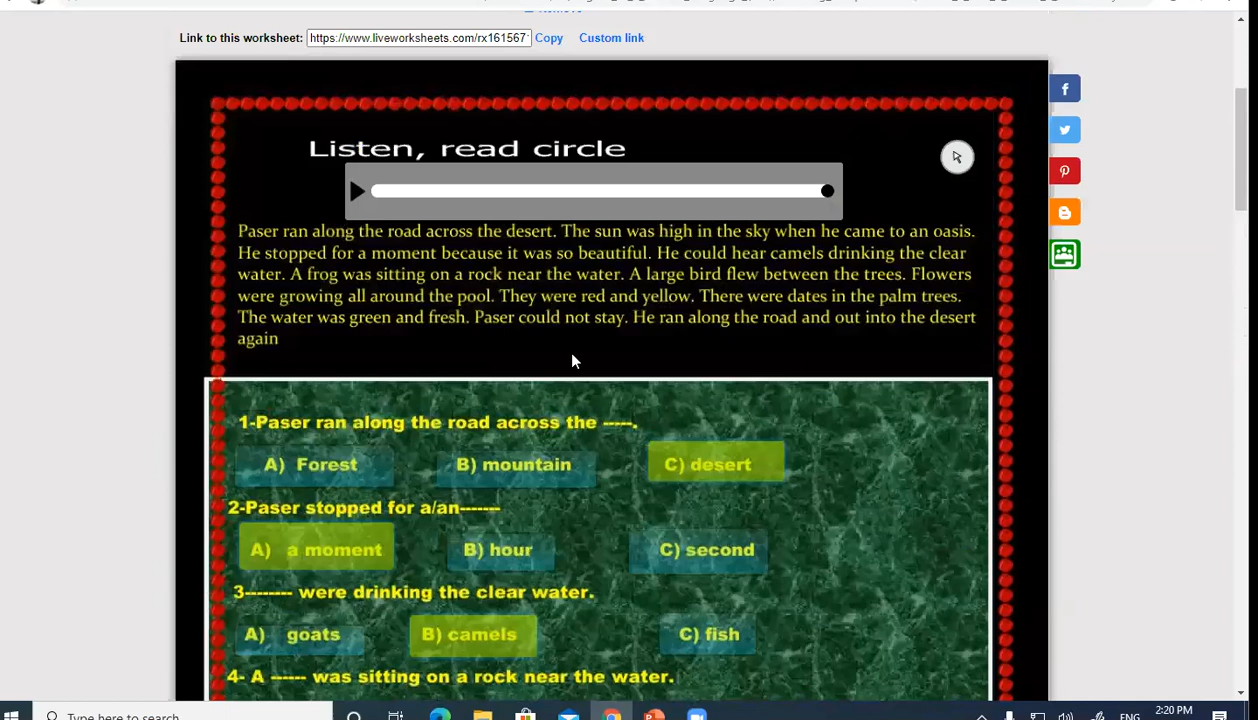 Link to this worksheet: https://www.liveworksheets.com/rx161567 Copy Custom link
Listen, read circle
Paser ran along the road across the desert. The sun was high in the sky when he came to an oasis.
He stopped for a moment because it was so beautiful. He could hear camels drinking the clear
water. A frog was sitting on a rock near the water. A large bird flew between the trees. Flowers
were growing all around the pool. They were red and yellow. There were dates in the palm trees.
The water was green and fresh. Paser could not stay. He ran along the road and out into the desert
again
1-Paser ran along the road across the -----.
A) Forest B) mountain C) desert
2-Paser stopped for a/an-------
A) a moment B) hour C) second
3-------- were drinking the clear water.
A) goats B) camels C) fish
4- A ------ was sitting on a rock near the water.
Type here to search
ENG
2:20 PM